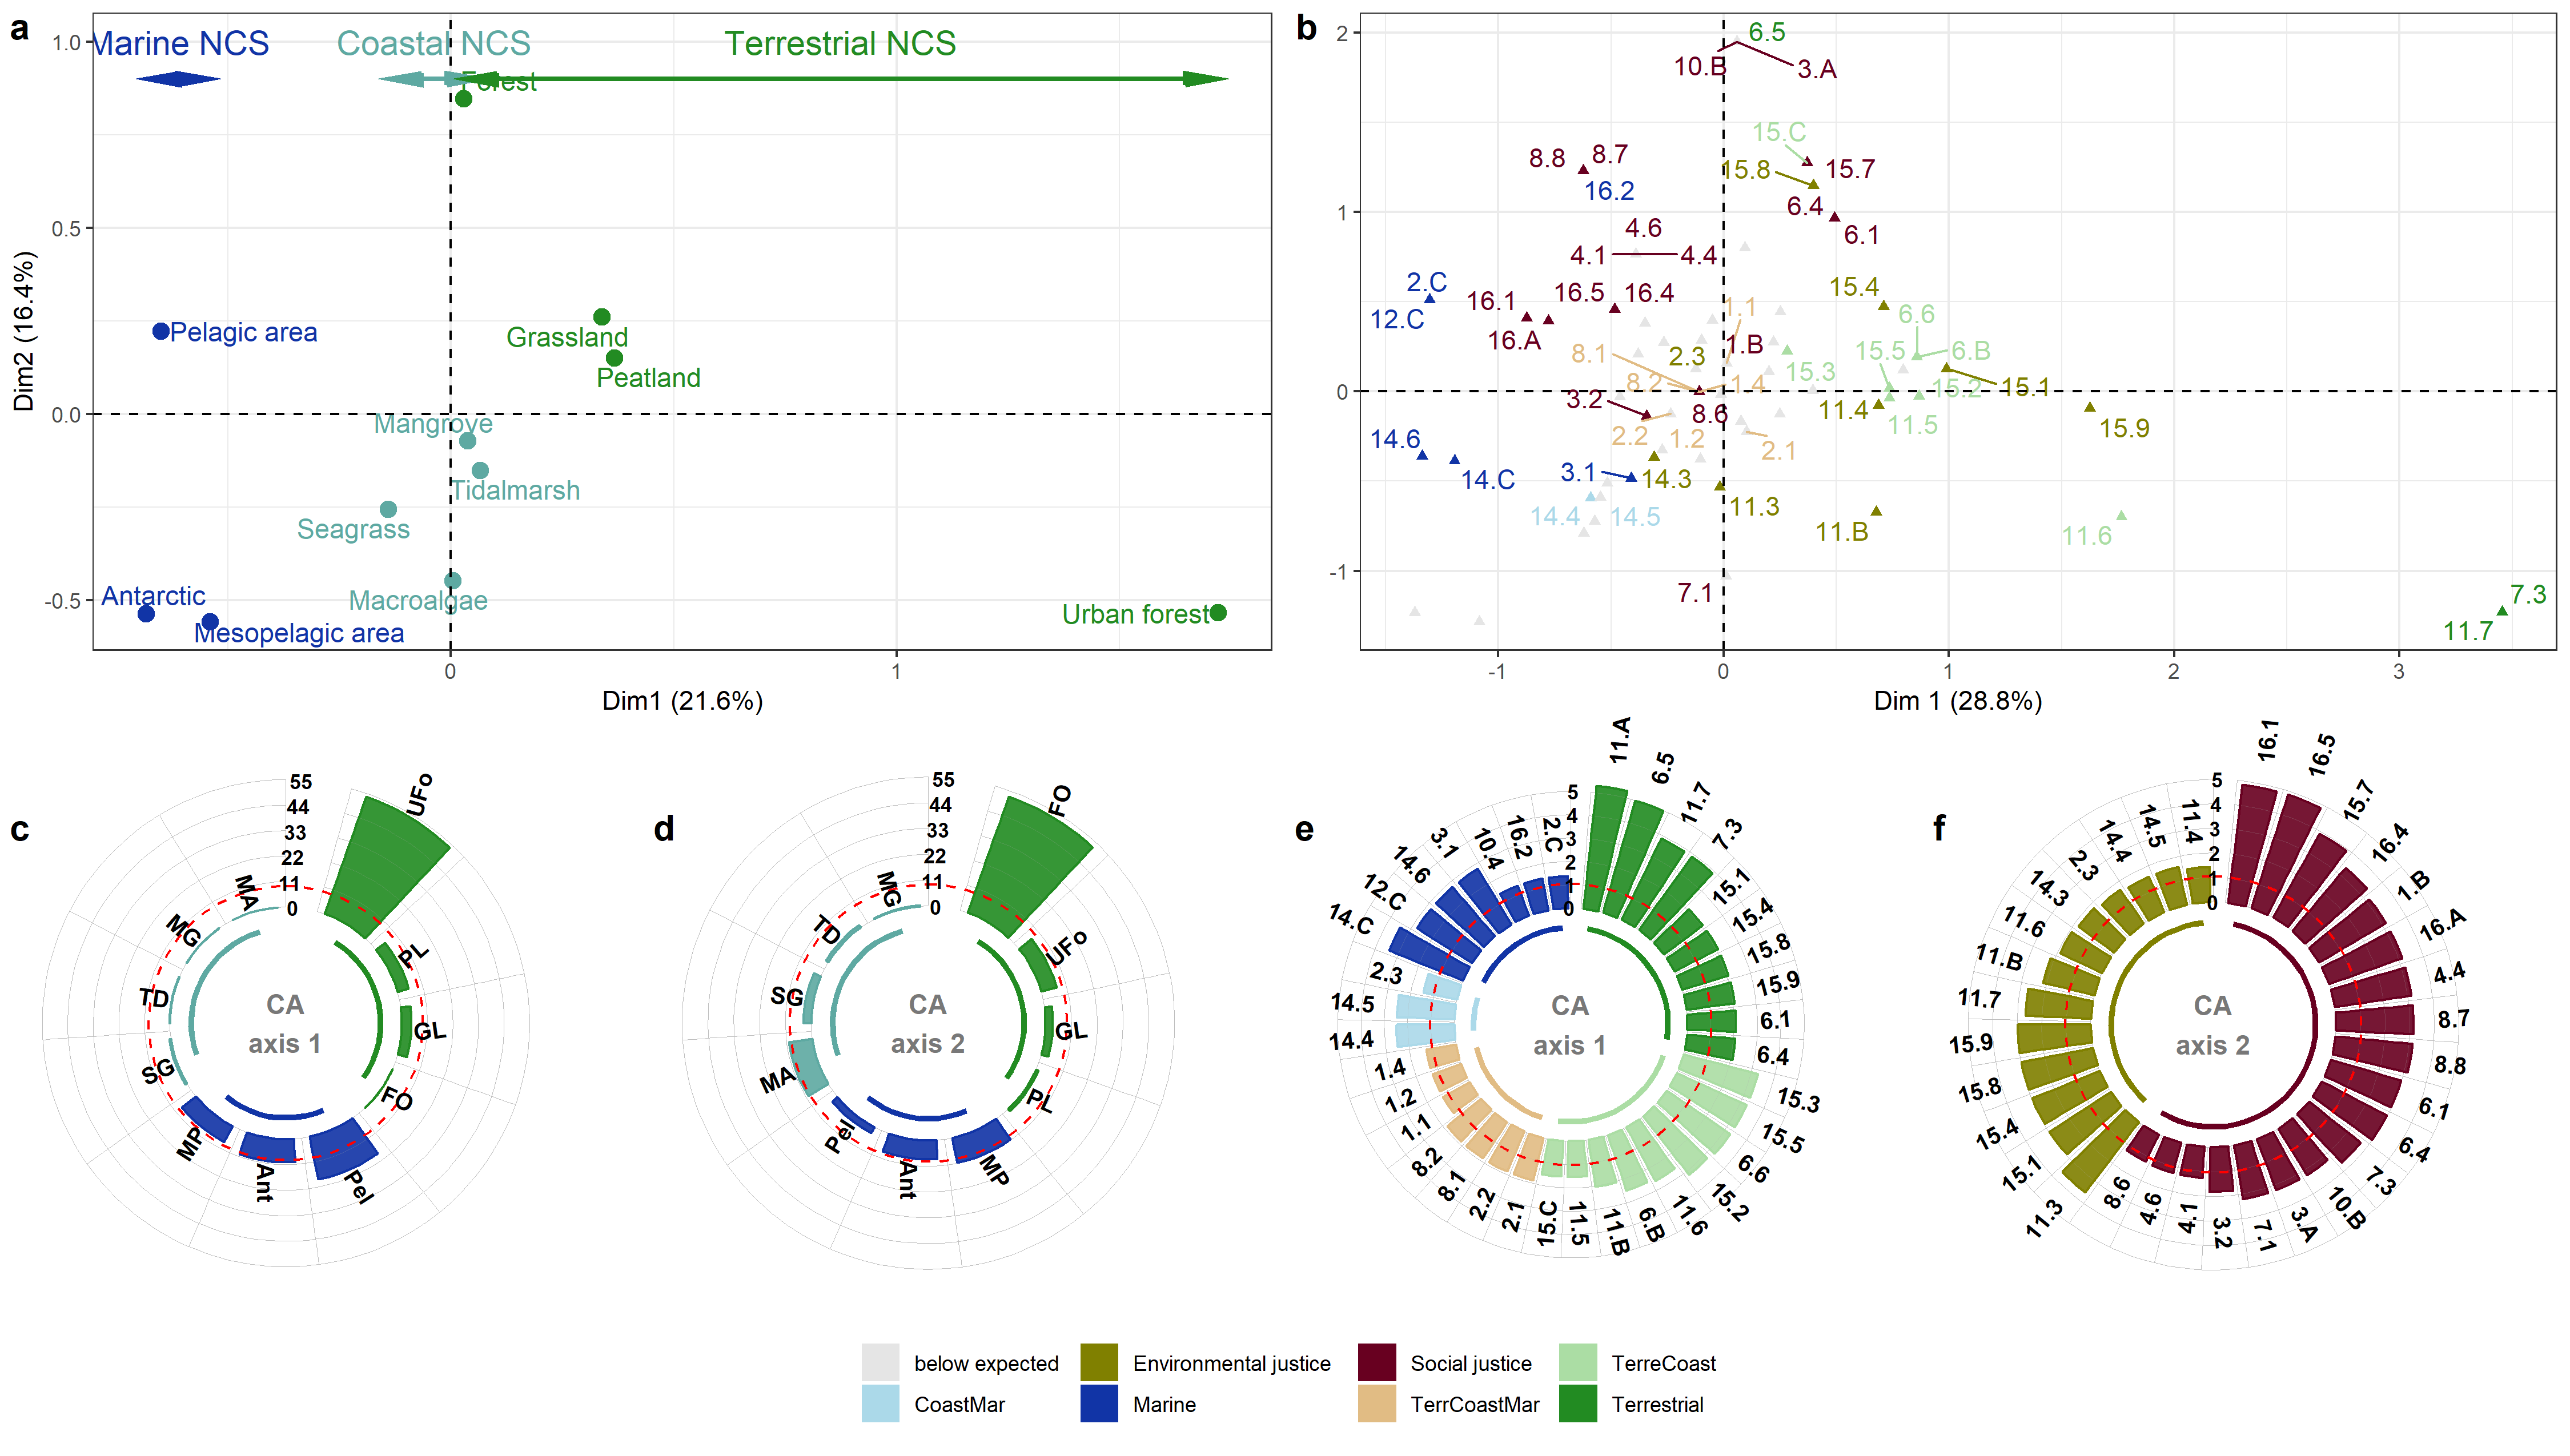 a
Marine NCS
Coastal NCS
Terrestrial NCS
1.0
0.5
0.0
-0.5
Dim2 (16.4%)
Forest
Pelagic area
Grassland
Peatland
Mangrove
Tidalmarsh
Seagrass
Antarctic
Macroalgae
Mesopelagic area
Urban forest
0
1
Dim1 (21.6%)
b
2
1
0
-1
6.5
10.B
3.A
15.C
8.8
8.7
15.8
15.7
16.2
6.4
4.6
6.1
4.1
4.4
2.C
15.4
16.1
16.5
16.4
12.C
1.1
6.6
16.A
1.B
8.1
2.3
15.5
6.B
15.3
8.2
1.4
15.2
15.1
3.2
8.6
11.4
11.5
15.9
14.6
2.2
1.2
2.1
3.1
14.C
14.3
11.3
14.4
14.5
11.B
11.6
7.1
7.3
11.7
-1
0
1
2
3
Dim 1 (28.8%)
c
55
44
33
22
11
0
UFo
PL
GL
FO
Pel
Ant
MP
SG
TD
MG
MA
CA
axis 1
d
55
44
33
22
11
0
FO
UFo
GL
PL
MP
Ant
Pel
MA
SG
TD
MG
CA
axis 2
e
5
4
3
2
1
0
11.A
6.5
11.7
7.3
15.1
15.4
15.8
15.9
6.1
6.4
15.3
15.5
6.6
15.2
11.6
6.B
11.B
11.5
15.C
2.1
2.2
8.1
8.2
1.1
1.2
1.4
14.4
14.5
2.3
14.C
12.C
14.6
3.1
10.4
16.2
2.C
CA
axis 1
f
5
4
3
2
1
0
16.1
16.5
15.7
16.4
1.B
16.A
4.4
8.7
8.8
6.1
6.4
7.3
10.B
3.A
7.1
3.2
4.1
4.6
8.6
11.3
15.1
15.4
15.8
15.9
11.7
11.B
11.6
14.3
2.3
14.4
14.5
11.4
CA
axis 2
below expected
Environmental justice
Social justice
TerreCoast
CoastMar
Marine
TerrCoastMar
Terrestrial